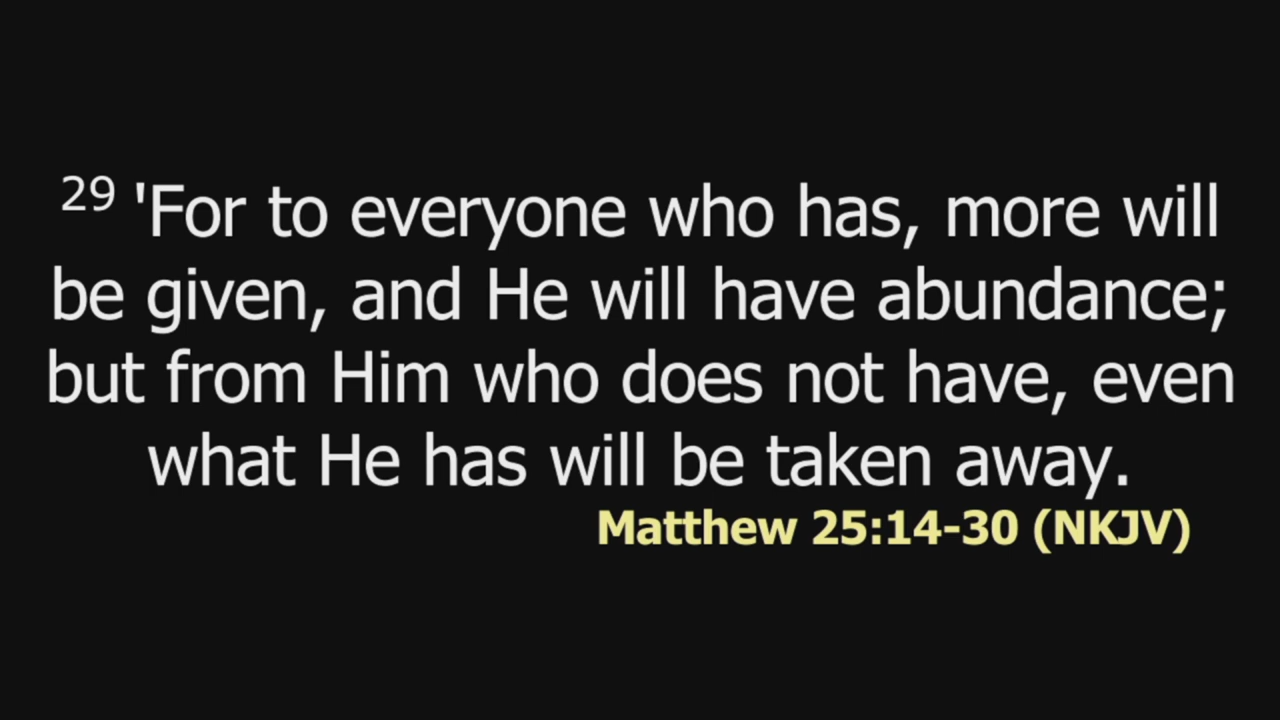 29 'For to everyone who has, more will
be given, and He will have abundance;
but from Him who does not have, even
what He has will be taken away.
Matthew 25:14-30 (NKJV)